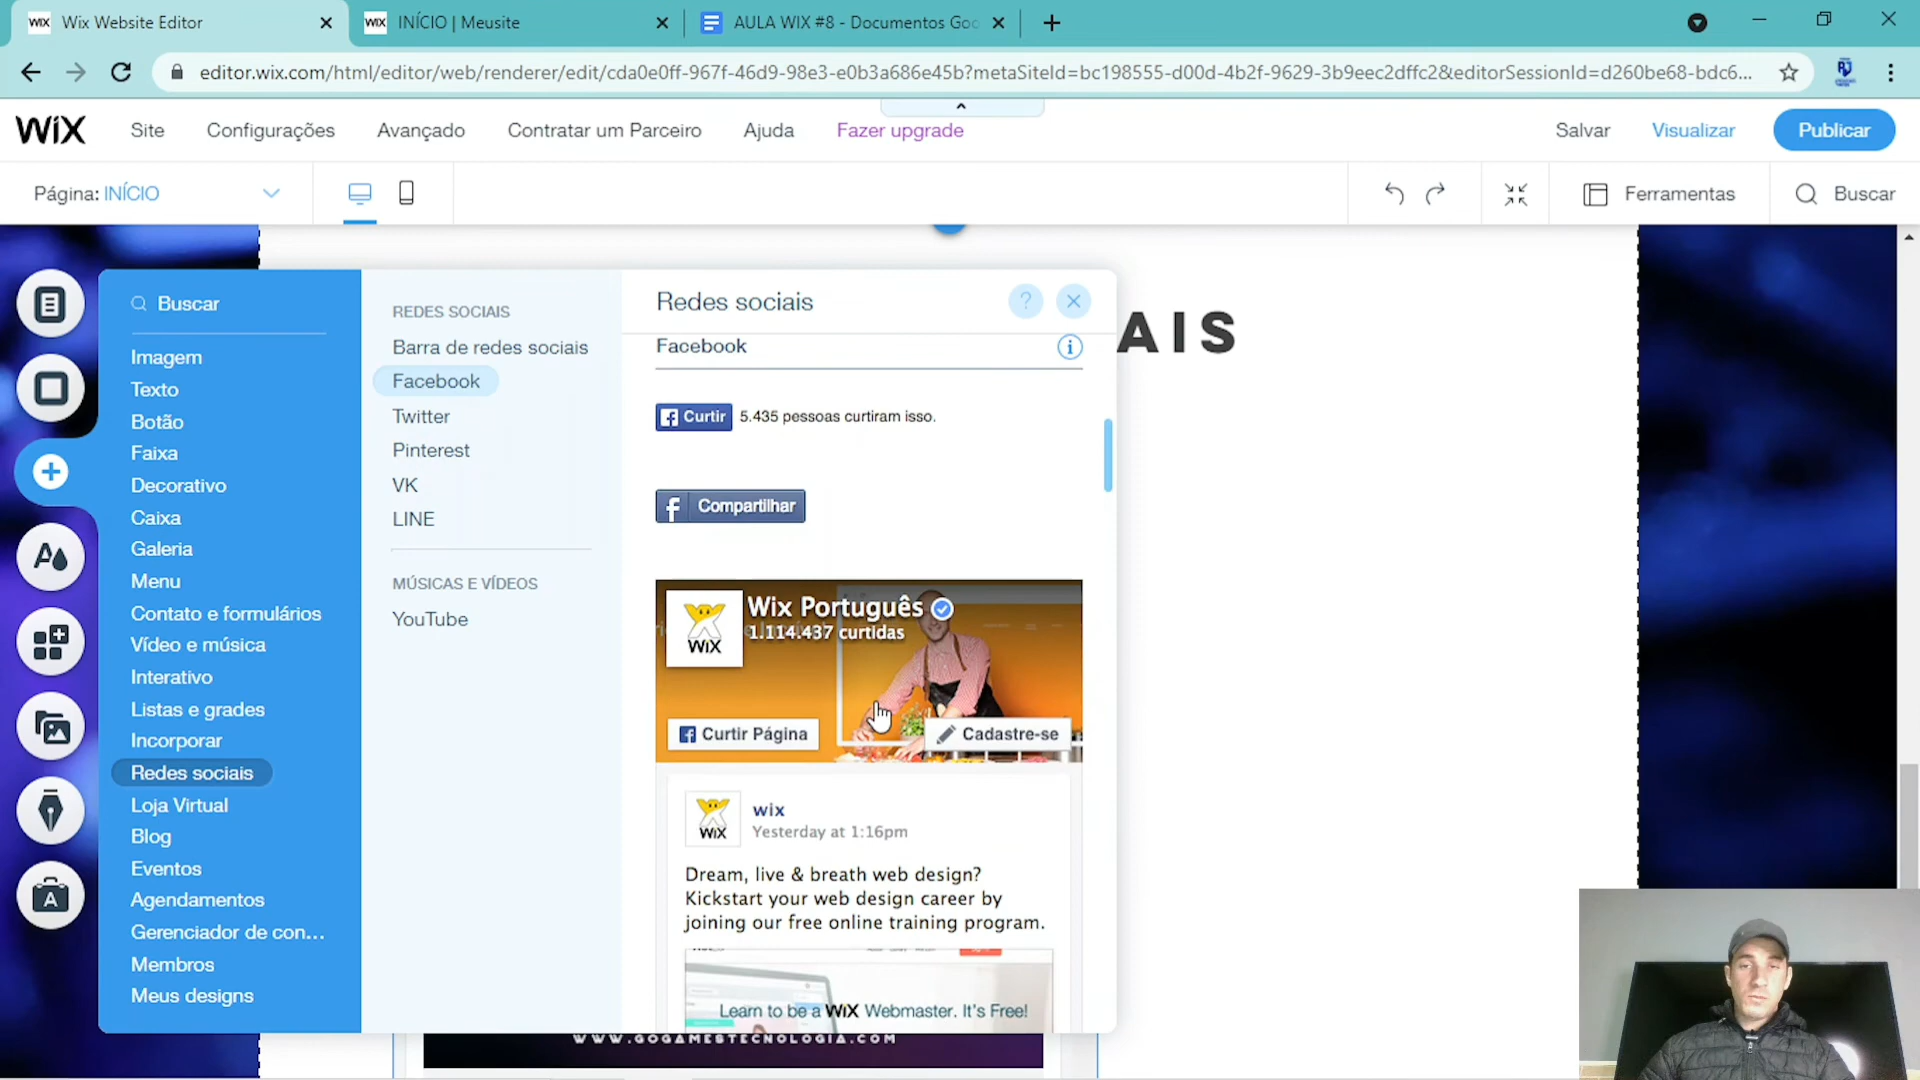 WiX Wix Website Editor
WiX INÍCIO | Meusite
AULA WIX #8 - Documentos Goo
editor.wix.com/html/editor/web/renderer/edit/cda0e0ff-967f-46d9-98e3-e0b3a686e45b?metaSiteId=bc198555-d00d-4b2f-9629-3b9eec2dffc2&editorSessionId=d260be68-bdc6...
WiX Site Configurações Avançado Contratar um Parceiro Ajuda Fazer upgrade Salvar Visualizar Publicar
Página: INÍCIO Ferramentas Buscar
AIS
Buscar
Imagem
Texto
Botão
Faixa
Decorativo
Caixa
Galeria
Menu
Contato e formulários
Vídeo e música
Interativo
Listas e grades
Incorporar
Redes sociais
Loja Virtual
Blog
Eventos
Agendamentos
Gerenciador de con...
Membros
Meus designs
REDES SOCIAIS
Barra de redes sociais
Facebook
Twitter
Pinterest
VK
LINE
MÚSICAS E VÍDEOS
YouTube
Redes sociais ?
Facebook
Curtir 5.435 pessoas curtiram isso.
Compartilhar
WiX
Wix Português
1.114.437 curtidas
Curtir Página Cadastre-se
WiX
wix
Yesterday at 1:16pm
Dream, live & breath web design?
Kickstart your web design career by
joining our free online training program.
Learn to be a WiX Webmaster. It's Free!
WWW.GOGAMESTECNOLOGIA.COM